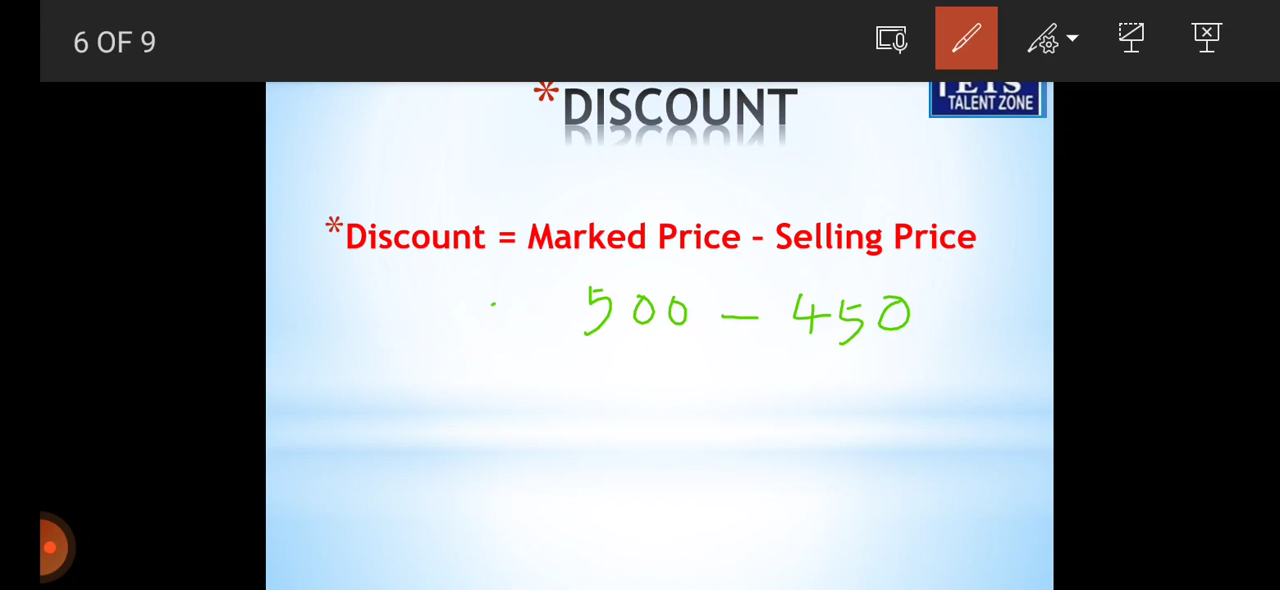 6 OF 9
*DISCOUNT
TALENT ZONE
*Discount = Marked Price - Selling Price
500 - 450